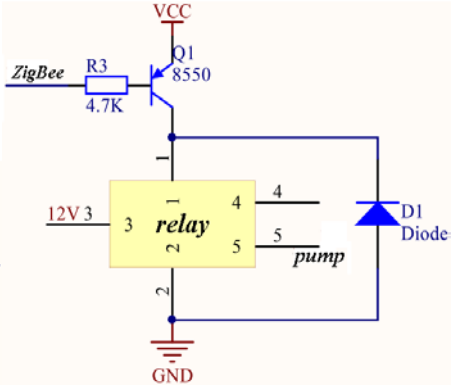 VCC
Q1
8550
ZigBee
R3
4.7K
1
1
12V 3
3
relay
4
4
5
5
pump
2
2
D1
Diode
GND